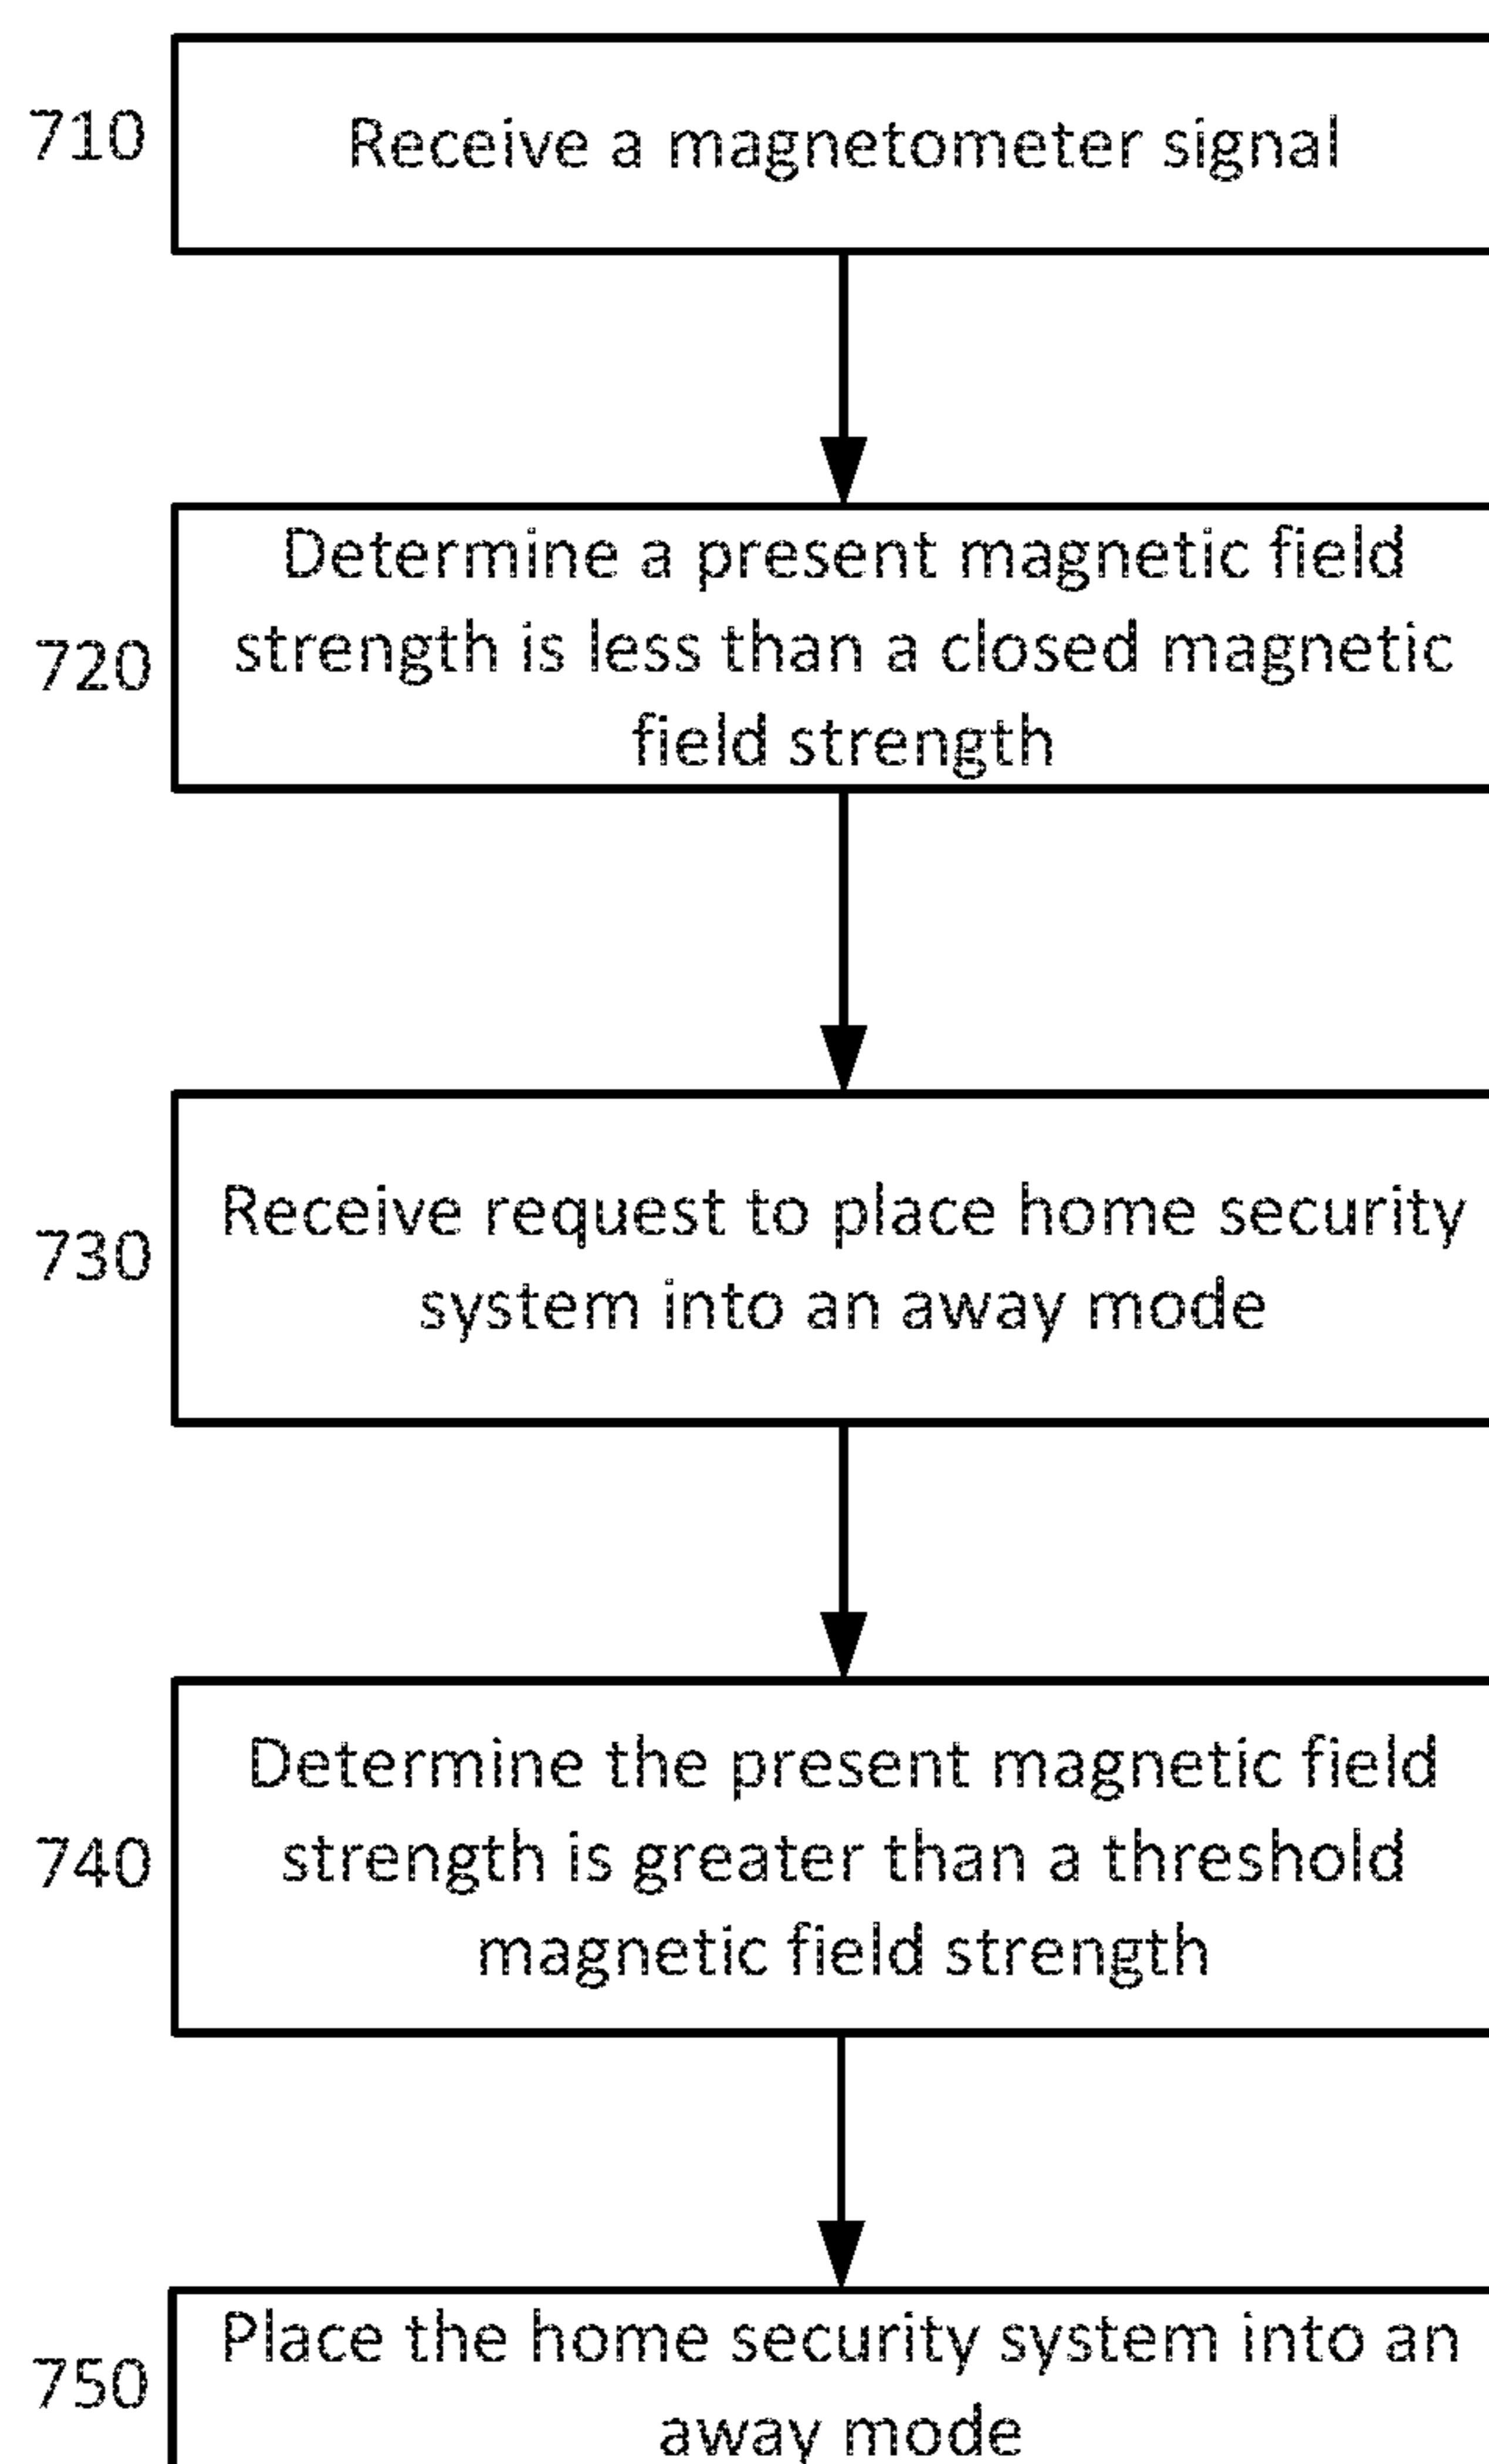 710
Receive a magnetometer signal
Determine a present magnetic field
720
strength is less than a closed magnetic
field strength
Receive request to place home security
730
system into an away mode
Determine the present magnetic field
740
strength is greater than a threshold
magnetic field strength
Place the home security system into an
750
away mode